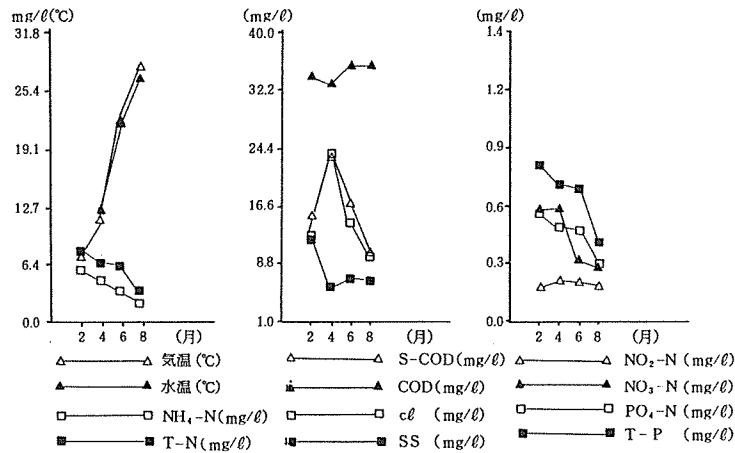 mg/ℓ(℃)
31.8
25.4
19.1
12.7
6.4
0.0
2 4 6 8 (月)
△ 気温(℃)
▲ 水温(℃)
□ NH₄-N(mg/ℓ)
■ T-N(mg/ℓ)
(mg/ℓ)
40.0
32.2
24.4
16.6
8.8
1.0
2 4 6 8 (月)
△ S-COD(mg/ℓ)
▲ COD(mg/ℓ)
□ cℓ (mg/ℓ)
■ SS (mg/ℓ)
(mg/ℓ)
1.4
1.2
0.9
0.6
0.3
0.0
2 4 6 8 (月)
△ NO₂-N (mg/ℓ)
▲ NO₃-N (mg/ℓ)
□ PO₄-N (mg/ℓ)
■ T-P (mg/ℓ)